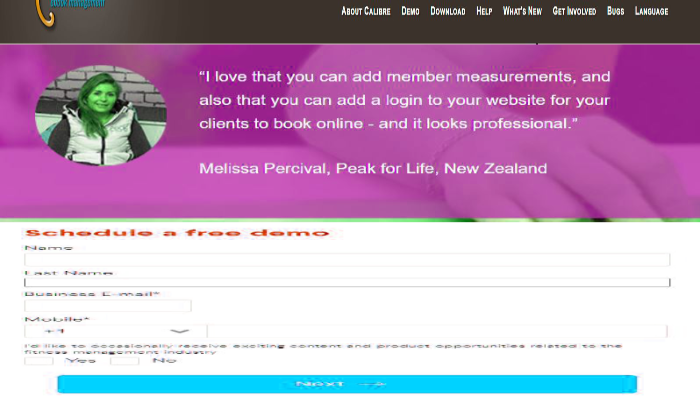 book management
About Calibre Demo Download Help What's New Get Involved Bugs Language
“I love that you can add member measurements, and
also that you can add a login to your website for your
clients to book online - and it looks professional.”
Melissa Percival, Peak for Life, New Zealand
Schedule a free demo
Name
Last Name
Business E-mail*
Mobile*
+1
I'd like to occasionally receive exciting content and product opportunities related to the
fitness management industry
Yes No
Next →